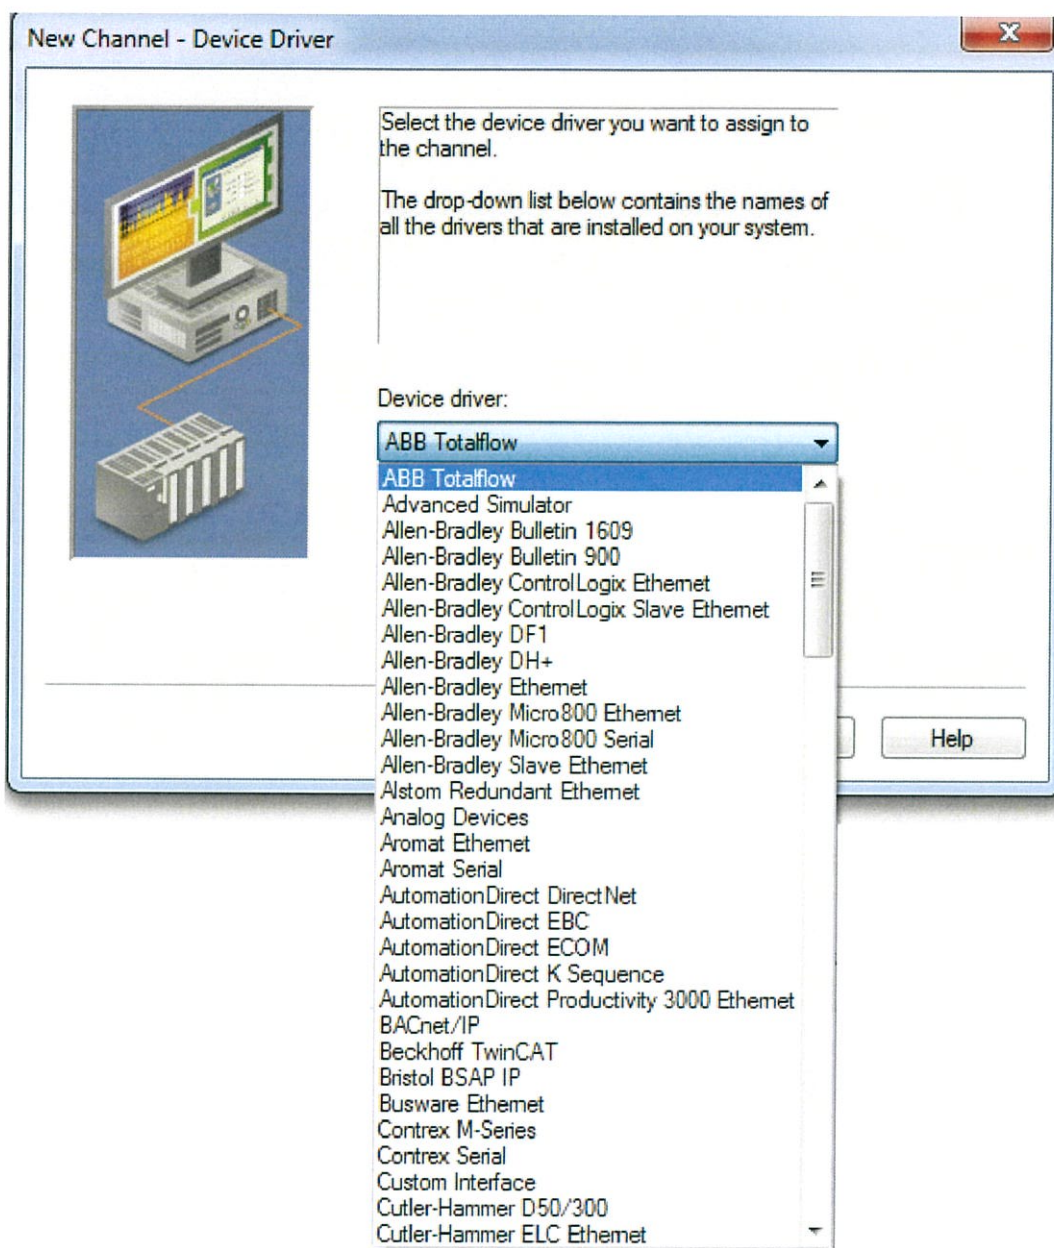 New Channel - Device Driver
Select the device driver you want to assign to
the channel.
The drop-down list below contains the names of
all the drivers that are installed on your system.
Device driver:
ABB Totalflow
ABB Totalflow
Advanced Simulator
Allen-Bradley Bulletin 1609
Allen-Bradley Bulletin 900
Allen-Bradley ControlLogix Ethernet
Allen-Bradley ControlLogix Slave Ethernet
Allen-Bradley DF1
Allen-Bradley DH+
Allen-Bradley Ethernet
Allen-Bradley Micro800 Ethernet
Allen-Bradley Micro800 Serial
Allen-Bradley Slave Ethernet
Alstom Redundant Ethernet
Analog Devices
Aromat Ethernet
Aromat Serial
AutomationDirect DirectNet
AutomationDirect EBC
AutomationDirect ECOM
AutomationDirect K Sequence
AutomationDirect Productivity 3000 Ethernet
BACnet/IP
Beckhoff TwinCAT
Bristol BSAP IP
Busware Ethernet
Contrex M-Series
Contrex Serial
Custom Interface
Cutler-Hammer D50/300
Cutler-Hammer ELC Ethernet
Help